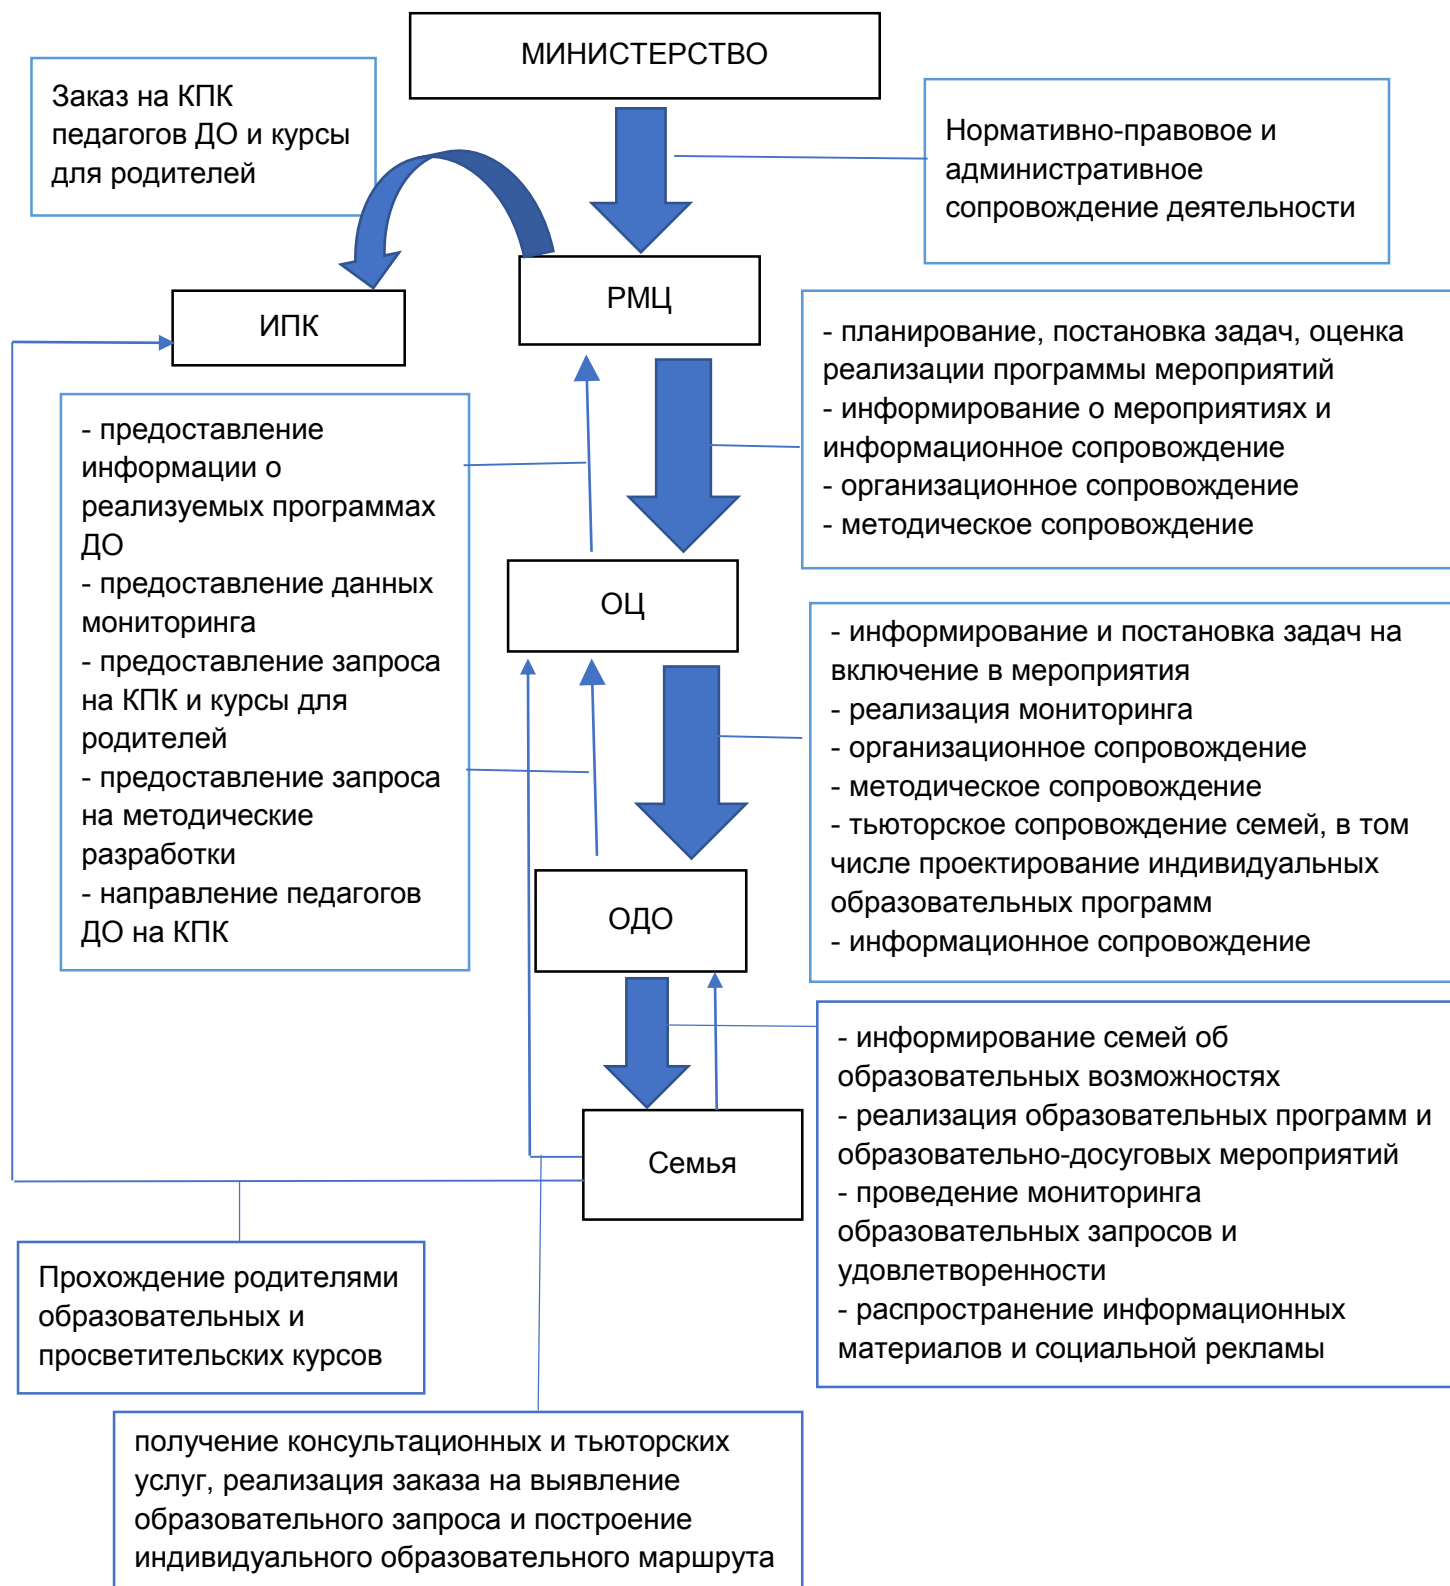 МИНИСТЕРСТВО
Заказ на КПК
педагогов ДО и курсы
для родителей
Нормативно-правовое и
административное
сопровождение деятельности
РМЦ
ИПК
- планирование, постановка задач, оценка
реализации программы мероприятий
- информирование о мероприятиях и
информационное сопровождение
- организационное сопровождение
- методическое сопровождение
- предоставление
информации о
реализуемых программах
ДО
- предоставление данных
мониторинга
- предоставление запроса
на КПК и курсы для
родителей
- предоставление запроса
на методические
разработки
- направление педагогов
ДО на КПК
ОЦ
- информирование и постановка задач на
включение в мероприятия
- реализация мониторинга
- организационное сопровождение
- методическое сопровождение
- тьюторское сопровождение семей, в том
числе проектирование индивидуальных
образовательных программ
- информационное сопровождение
ОДО
- информирование семей об
образовательных возможностях
- реализация образовательных программ и
образовательно-досуговых мероприятий
- проведение мониторинга
образовательных запросов и
удовлетворенности
- распространение информационных
материалов и социальной рекламы
Семья
Прохождение родителями
образовательных и
просветительских курсов
получение консультационных и тьюторских
услуг, реализация заказа на выявление
образовательного запроса и построение
индивидуального образовательного маршрута